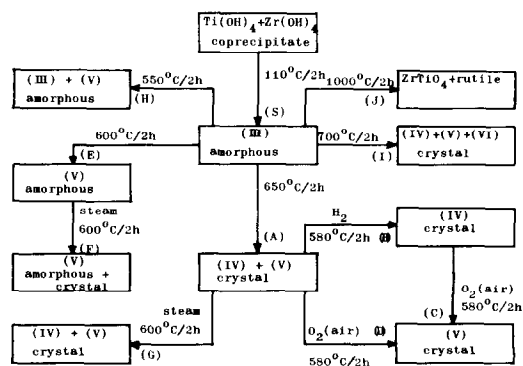 Ti(OH)4+Zr(OH)4
coprecipitate
110°C/2h
(S)
(III) + (V)
amorphous
550°C/2h
(H)
1000°C/2h
(J)
ZrTiO4+rutile
(III)
amorphous
600°C/2h
(E)
700°C/2h
(I)
(IV)+(V)+(VI)
crystal
(V)
amorphous
650°C/2h
(A)
steam
600°C/2h
(F)
H2
580°C/2h (B)
(IV)
crystal
(V)
amorphous +
crystal
(IV) + (V)
crystal
O2(air)
580°C/2h
(C)
steam
600°C/2h
(G)
O2(air)
580°C/2h
(IV) + (V)
crystal
(V)
crystal